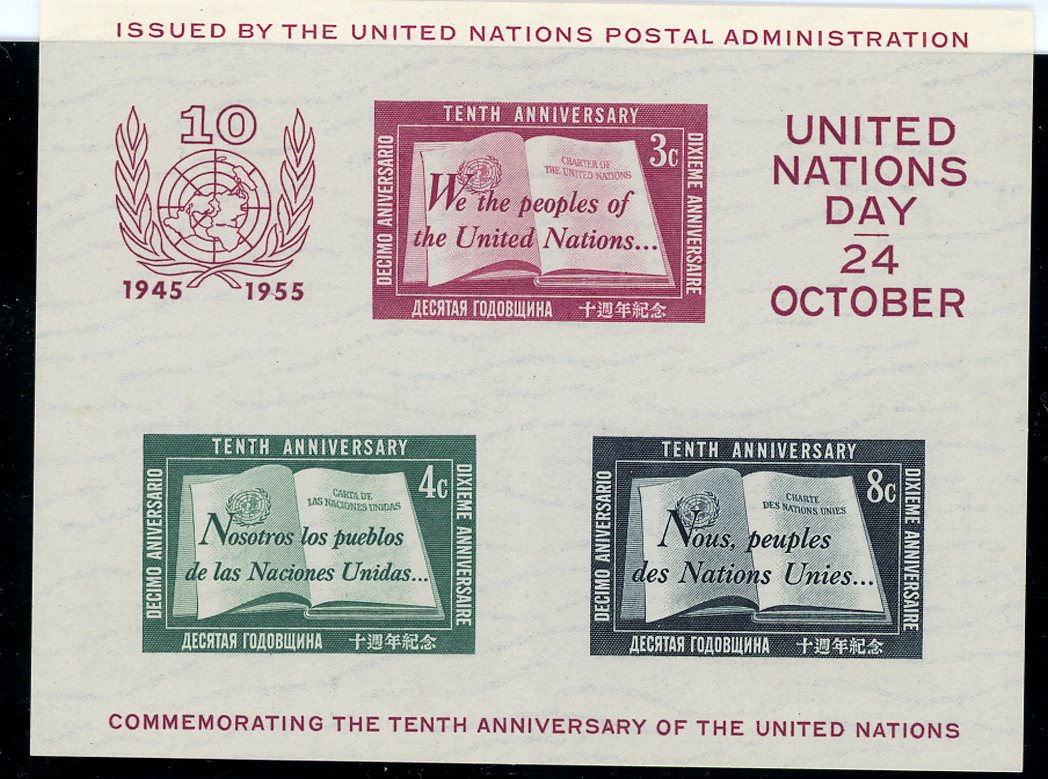 ISSUED BY THE UNITED NATIONS POSTAL ADMINISTRATION
10
1945 1955
TENTH ANNIVERSARY
DECIMO ANIVERSARIO
3c
CHARTER OF
THE UNITED NATIONS
We the peoples of
the United Nations...
DIXIEME ANNIVERSAIRE
ДЕСЯТАЯ ГОДОВЩИНА 十週年紀念
UNITED
NATIONS
DAY
24
OCTOBER
TENTH ANNIVERSARY
DECIMO ANIVERSARIO
4c
CARTA DE
LAS NACIONES UNIDAS
Nosotros los pueblos
de las Naciones Unidas...
DIXIEME ANNIVERSAIRE
ДЕСЯТАЯ ГОДОВЩИНА 十週年紀念
TENTH ANNIVERSARY
DECIMO ANIVERSARIO
8c
CHARTE
DES NATIONS UNIES
Nous, peuples
des Nations Unies...
DIXIEME ANNIVERSAIRE
ДЕСЯТАЯ ГОДОВЩИНА 十週年紀念
COMMEMORATING THE TENTH ANNIVERSARY OF THE UNITED NATIONS